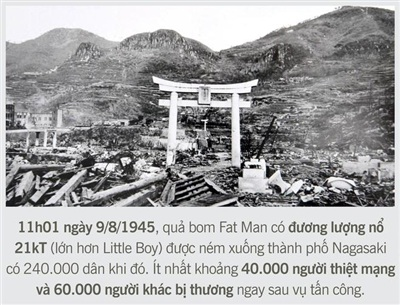 11h01 ngày 9/8/1945, quả bom Fat Man có đương lượng nổ
21kT (lớn hơn Little Boy) được ném xuống thành phố Nagasaki
có 240.000 dân khi đó. Ít nhất khoảng 40.000 người thiệt mạng
và 60.000 người khác bị thương ngay sau vụ tấn công.